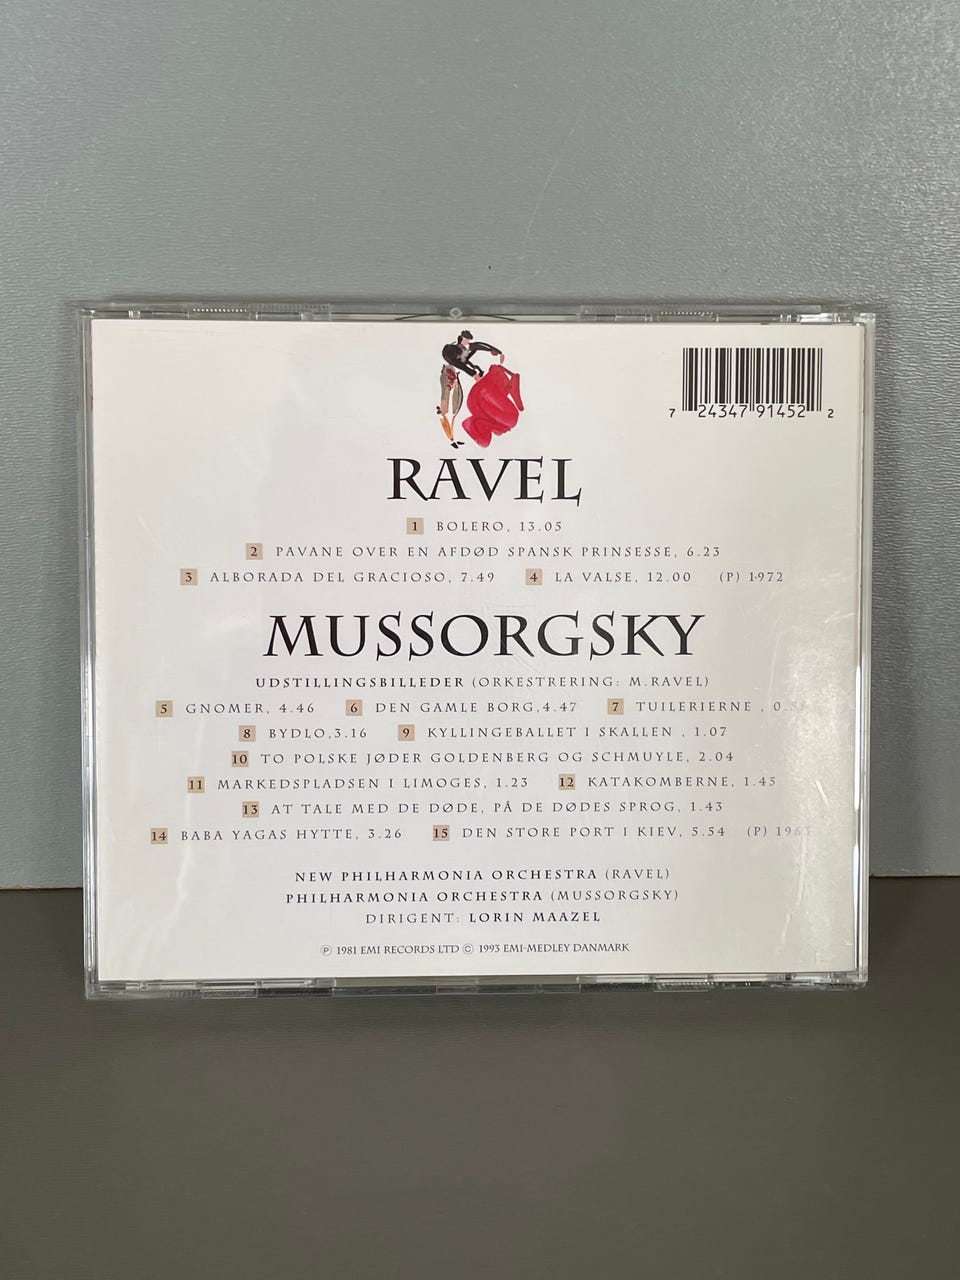 7 24347 91452 2
RAVEL
1 BOLERO, 13.05
2 PAVANE OVER EN AFDØD SPANSK PRINSESSE, 6.23
3 ALBORADA DEL GRACIOSO, 7.49 4 LA VALSE, 12.00 (P) 1972
MUSSORGSKY
UDSTILLINGSBILLEDER (ORKESTRERING: M.RAVEL)
5 GNOMER, 4.46 6 DEN GAMLE BORG,4.47 7 TUILERIERNE ,
8 BYDLO,3.16 9 KYLLINGEBALLET I SKALLEN , 1.07
10 TO POLSKE JØDER GOLDENBERG OG SCHMUYLE, 2.04
11 MARKEDSPLADSEN I LIMOGES, 1.23 12 KATAKOMBERNE, 1.45
13 AT TALE MED DE DØDE, PÅ DE DØDES SPROG, 1.43
14 BABA YAGAS HYTTE, 3.26 15 DEN STORE PORT I KIEV, 5.54 (P)
NEW PHILHARMONIA ORCHESTRA (RAVEL)
PHILHARMONIA ORCHESTRA (MUSSORGSKY)
DIRIGENT: LORIN MAAZEL
℗ 1981 EMI RECORDS LTD © 1993 EMI-MEDLEY DANMARK